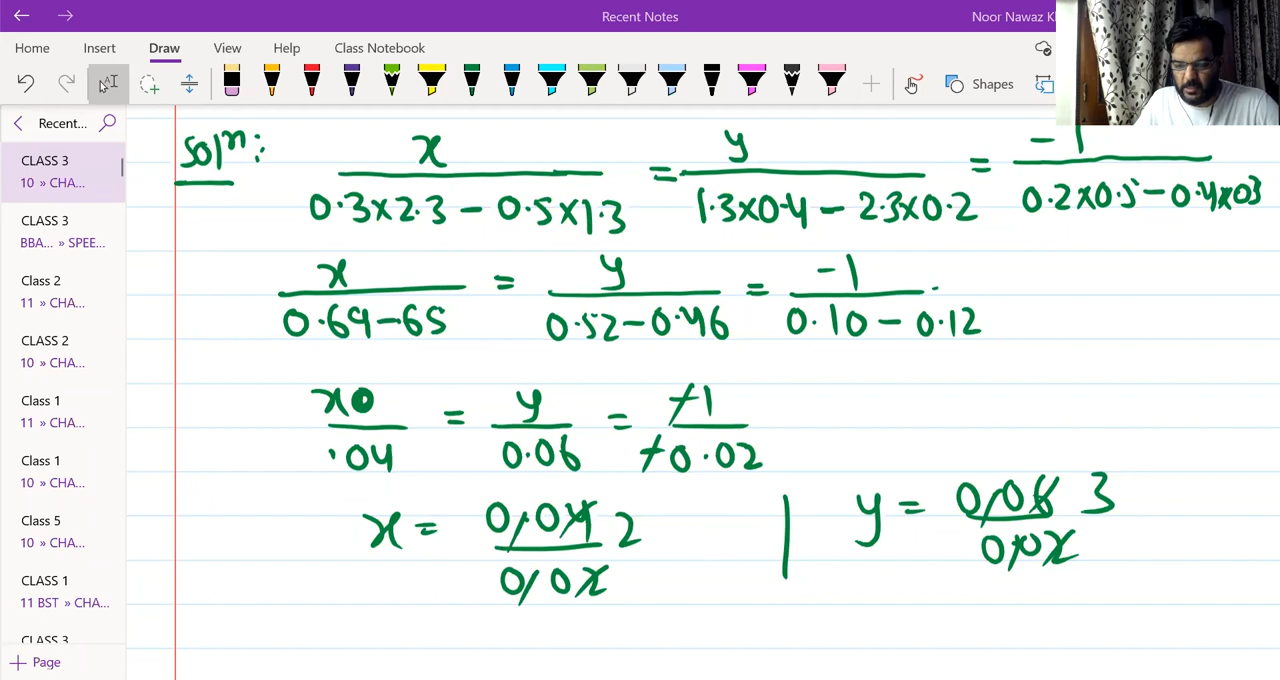 Recent Notes
Noor Nawaz Kh
Home Insert Draw View Help Class Notebook
Shapes
Recent...
CLASS 3
10 » CHA...
CLASS 3
BBA... » SPEE...
Class 2
11 » CHA...
CLASS 2
10 » CHA...
Class 1
11 » CHA...
Class 1
10 » CHA...
Class 5
10 » CHA...
CLASS 1
11 BST » CHA...
CLASS 3
+ Page
Solⁿ: x/(0.3×2.3 − 0.5×1.3) = y/(1.3×0.4 − 2.3×0.2) = −1/(0.2×0.5 − 0.4×03)
x/(0.69−65) = y/(0.52−0.46) = −1/(0.10 − 0.12)
x/.04 = y/0.06 = −1/−0.02
x = 0.04/0.02 2 | y = 0.06/0.02 3